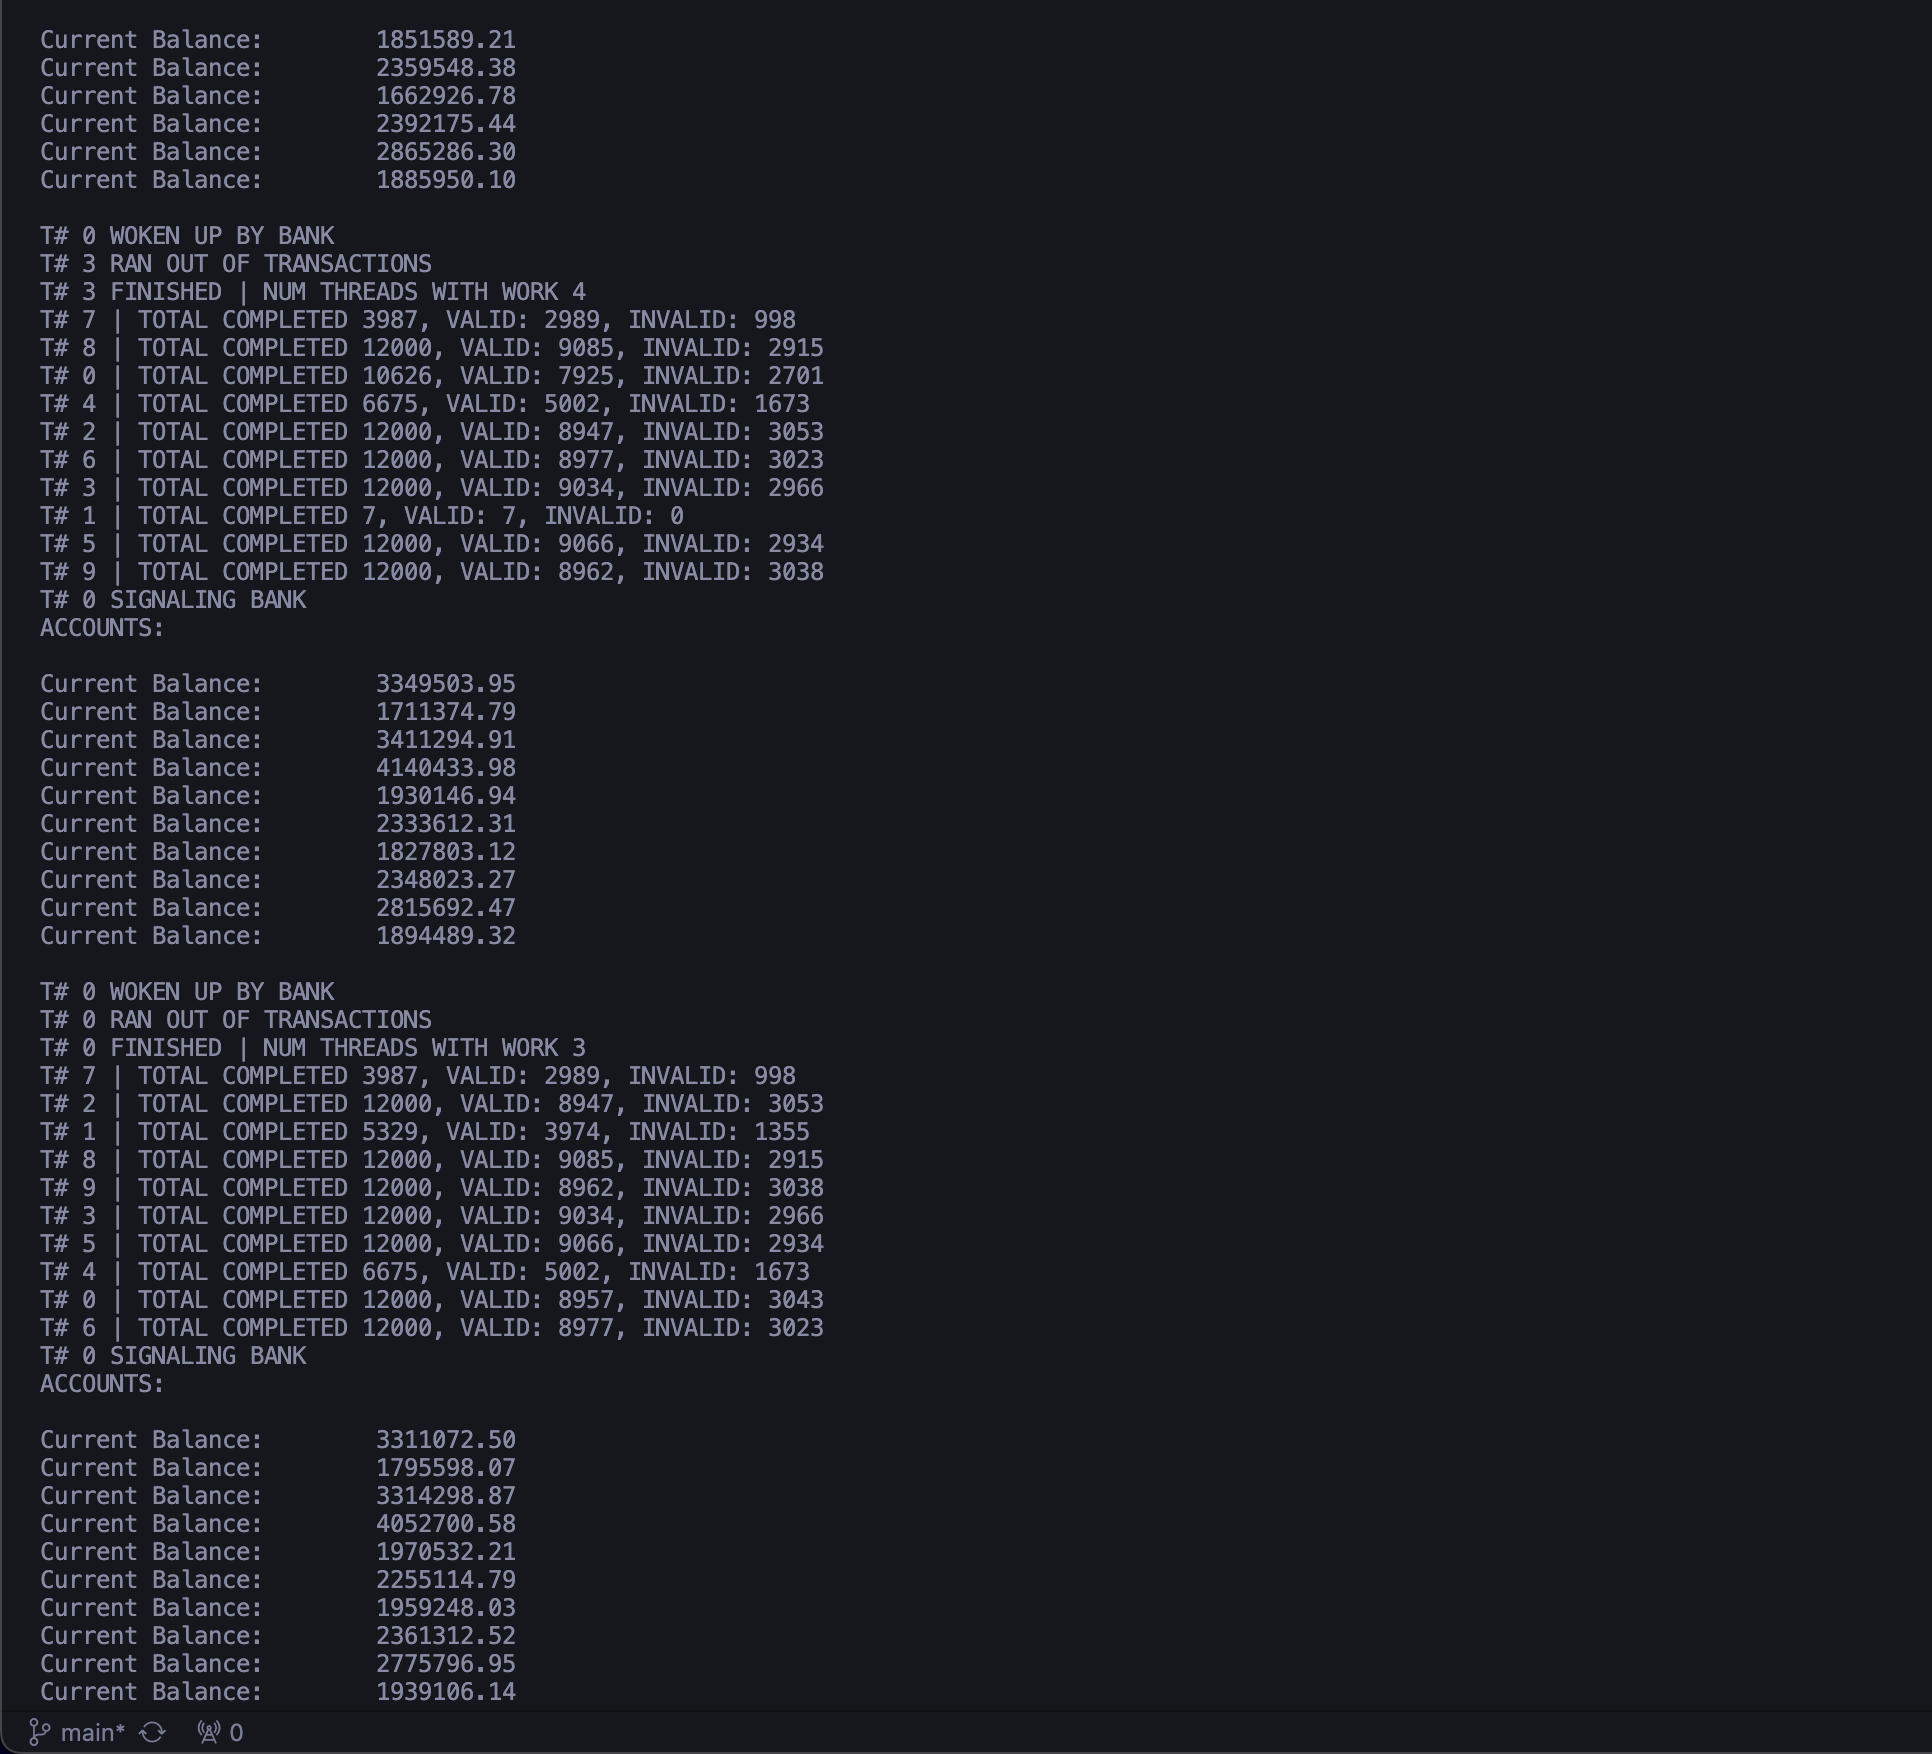 Current Balance: 1851589.21
Current Balance: 2359548.38
Current Balance: 1662926.78
Current Balance: 2392175.44
Current Balance: 2865286.30
Current Balance: 1885950.10
T# 0 WOKEN UP BY BANK
T# 3 RAN OUT OF TRANSACTIONS
T# 3 FINISHED | NUM THREADS WITH WORK 4
T# 7 | TOTAL COMPLETED 3987, VALID: 2989, INVALID: 998
T# 8 | TOTAL COMPLETED 12000, VALID: 9085, INVALID: 2915
T# 0 | TOTAL COMPLETED 10626, VALID: 7925, INVALID: 2701
T# 4 | TOTAL COMPLETED 6675, VALID: 5002, INVALID: 1673
T# 2 | TOTAL COMPLETED 12000, VALID: 8947, INVALID: 3053
T# 6 | TOTAL COMPLETED 12000, VALID: 8977, INVALID: 3023
T# 3 | TOTAL COMPLETED 12000, VALID: 9034, INVALID: 2966
T# 1 | TOTAL COMPLETED 7, VALID: 7, INVALID: 0
T# 5 | TOTAL COMPLETED 12000, VALID: 9066, INVALID: 2934
T# 9 | TOTAL COMPLETED 12000, VALID: 8962, INVALID: 3038
T# 0 SIGNALING BANK
ACCOUNTS:
Current Balance: 3349503.95
Current Balance: 1711374.79
Current Balance: 3411294.91
Current Balance: 4140433.98
Current Balance: 1930146.94
Current Balance: 2333612.31
Current Balance: 1827803.12
Current Balance: 2348023.27
Current Balance: 2815692.47
Current Balance: 1894489.32
T# 0 WOKEN UP BY BANK
T# 0 RAN OUT OF TRANSACTIONS
T# 0 FINISHED | NUM THREADS WITH WORK 3
T# 7 | TOTAL COMPLETED 3987, VALID: 2989, INVALID: 998
T# 2 | TOTAL COMPLETED 12000, VALID: 8947, INVALID: 3053
T# 1 | TOTAL COMPLETED 5329, VALID: 3974, INVALID: 1355
T# 8 | TOTAL COMPLETED 12000, VALID: 9085, INVALID: 2915
T# 9 | TOTAL COMPLETED 12000, VALID: 8962, INVALID: 3038
T# 3 | TOTAL COMPLETED 12000, VALID: 9034, INVALID: 2966
T# 5 | TOTAL COMPLETED 12000, VALID: 9066, INVALID: 2934
T# 4 | TOTAL COMPLETED 6675, VALID: 5002, INVALID: 1673
T# 0 | TOTAL COMPLETED 12000, VALID: 8957, INVALID: 3043
T# 6 | TOTAL COMPLETED 12000, VALID: 8977, INVALID: 3023
T# 0 SIGNALING BANK
ACCOUNTS:
Current Balance: 3311072.50
Current Balance: 1795598.07
Current Balance: 3314298.87
Current Balance: 4052700.58
Current Balance: 1970532.21
Current Balance: 2255114.79
Current Balance: 1959248.03
Current Balance: 2361312.52
Current Balance: 2775796.95
Current Balance: 1939106.14
main* 0